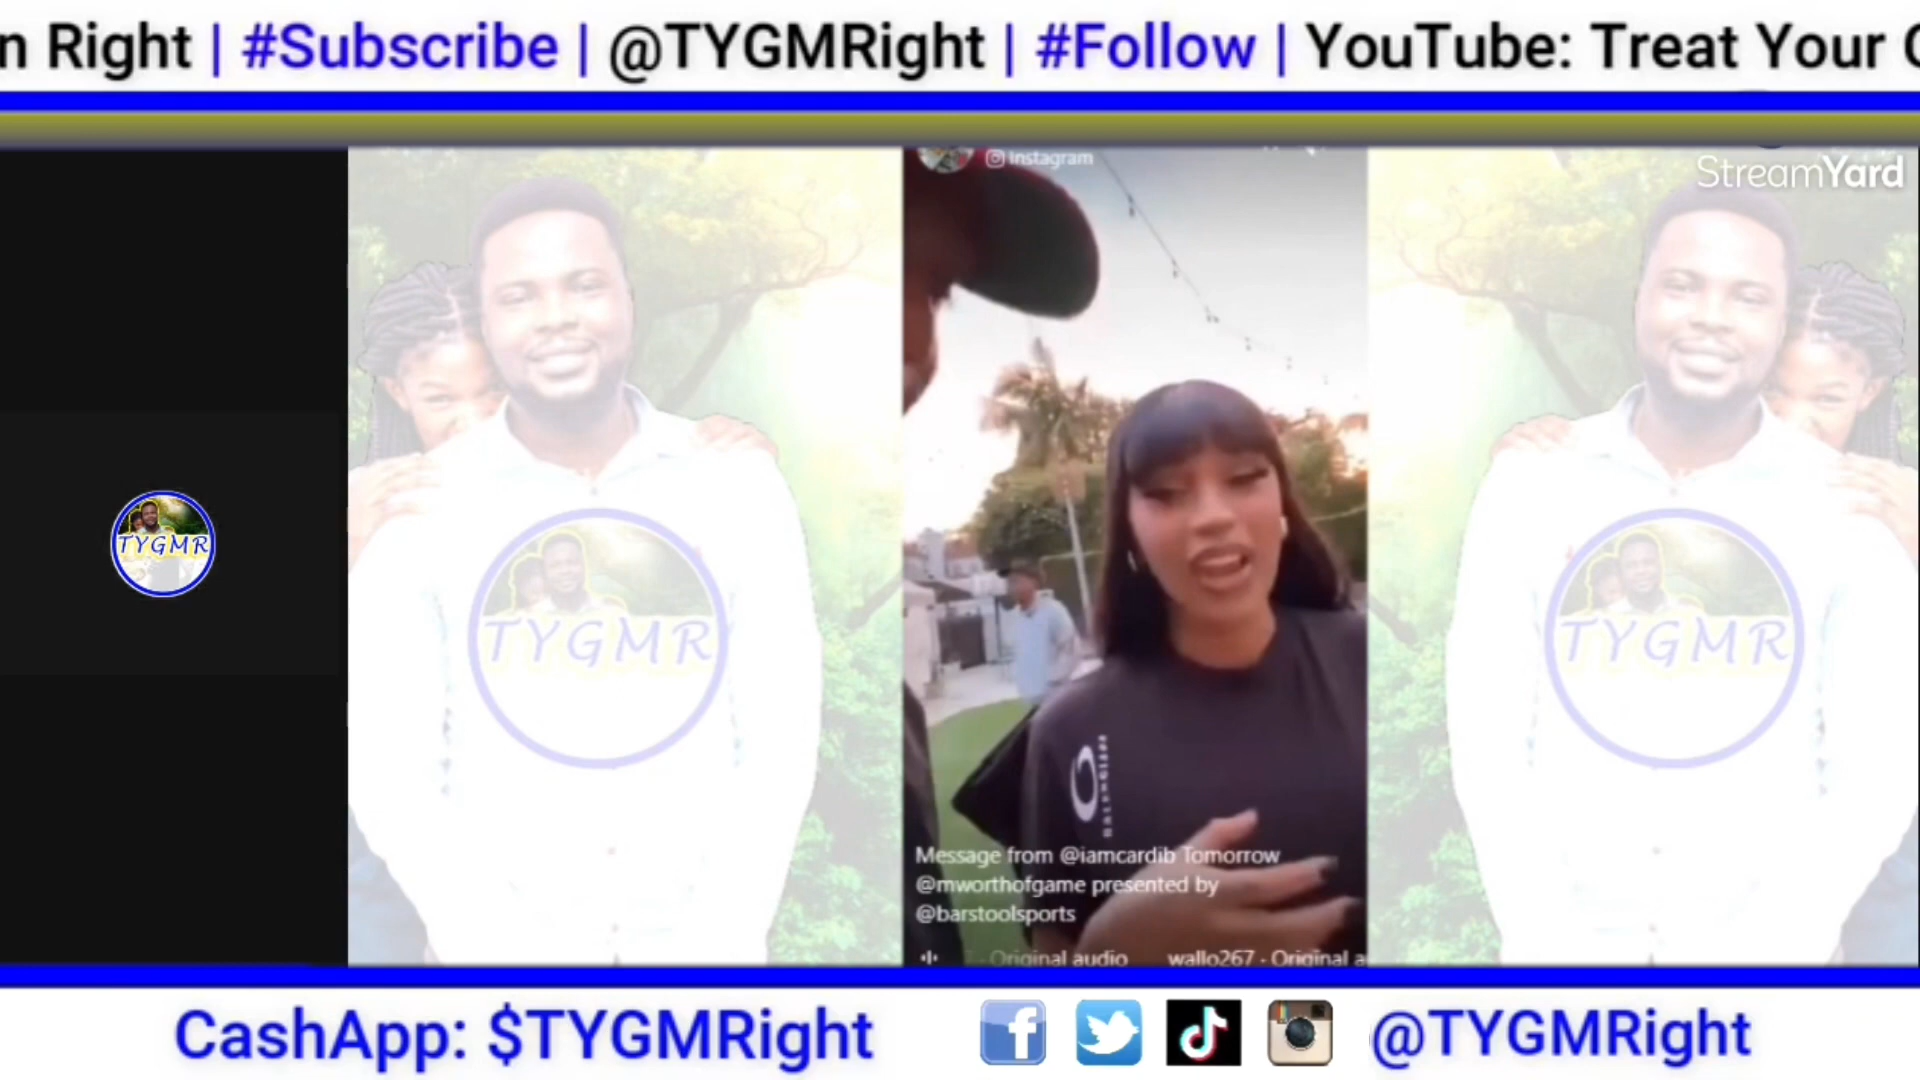 n Right | #Subscribe | @TYGMRight | #Follow | YouTube: Treat Your
StreamYard
Instagram
TYGMR
TYGMR
TYGMR
BALENCIAGA
Message from @iamcardib Tomorrow
@mworthofgame presented by
@barstoolsports
Original audio wallo267 · Original a
CashApp: $TYGMRight
@TYGMRight